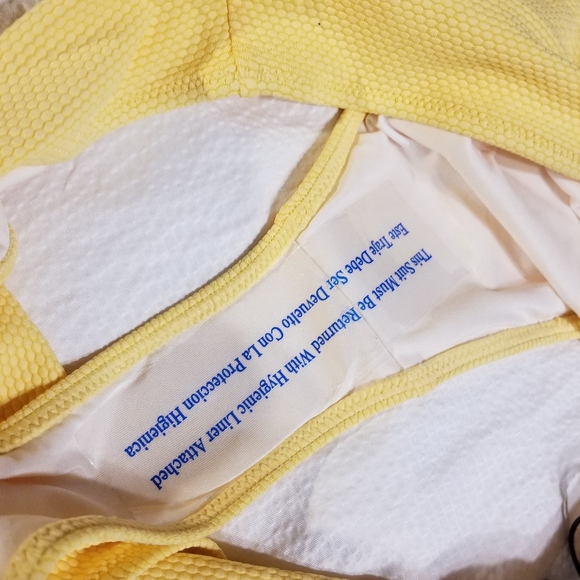 This Suit Must Be Returned With Hygienic Liner Attached
Este Traje Debe Ser Devuelto Con La Proteccion Higienica